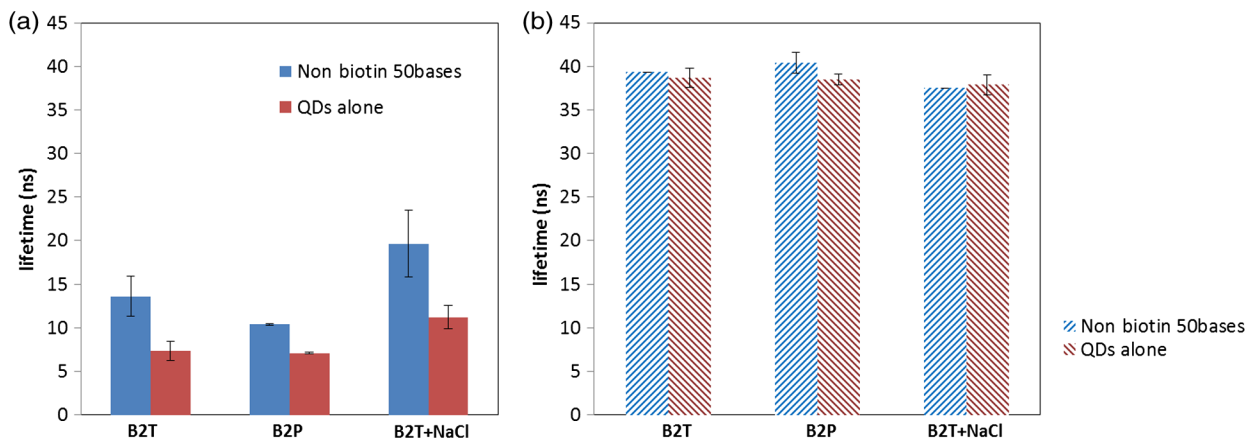 (a)
45
40
35
30
25
20
15
10
5
0
lifetime (ns)
Non biotin 50bases
QDs alone
B2T
B2P
B2T+NaCl
(b)
45
40
35
30
25
20
15
10
5
0
lifetime (ns)
B2T
B2P
B2T+NaCl
Non biotin 50bases
QDs alone